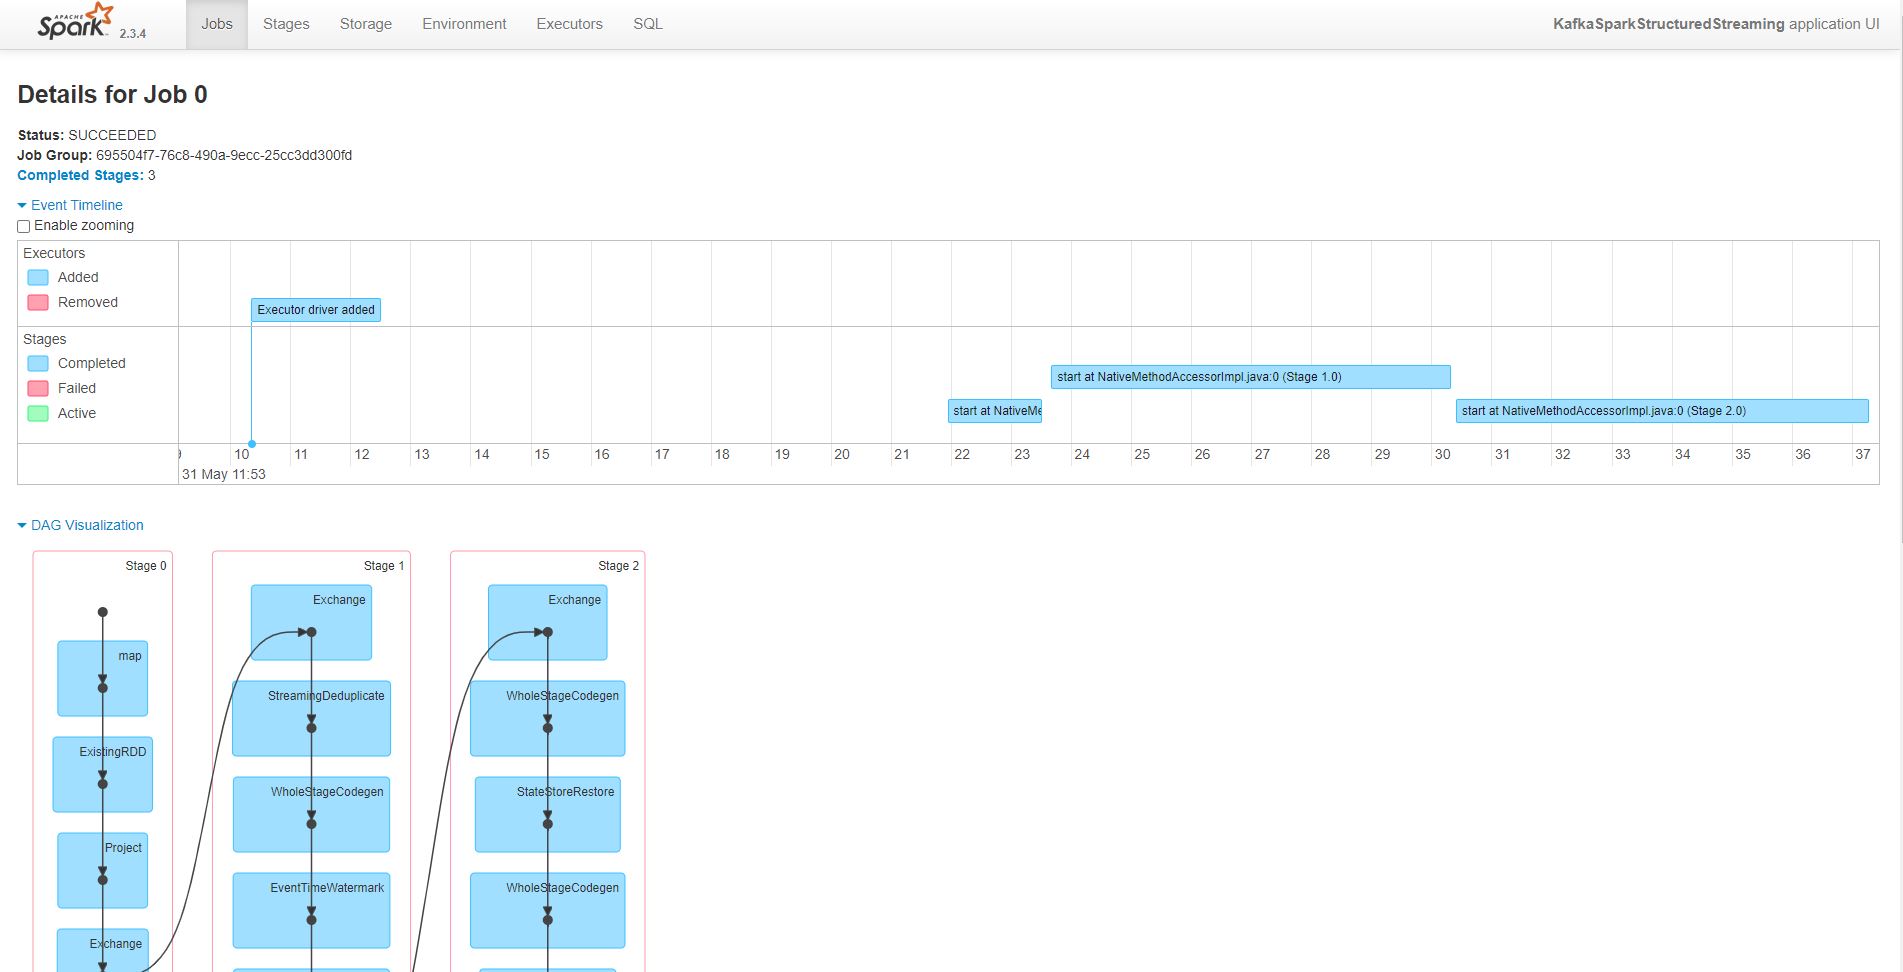 APACHE
Spark 2.3.4
Jobs Stages Storage Environment Executors SQL
KafkaSparkStructuredStreaming application UI
Details for Job 0
Status: SUCCEEDED
Job Group: 695504f7-76c8-490a-9ecc-25cc3dd300fd
Completed Stages: 3
Event Timeline
Enable zooming
Executors
Added
Removed
Executor driver added
Stages
Completed
Failed
Active
start at NativeMethodAccessorImpl.java:0 (Stage 1.0)
start at NativeMe
start at NativeMethodAccessorImpl.java:0 (Stage 2.0)
10 11 12 13 14 15 16 17 18 19 20 21 22 23 24 25 26 27 28 29 30 31 32 33 34 35 36 37
31 May 11:53
DAG Visualization
Stage 0
map
ExistingRDD
Project
Exchange
Stage 1
Exchange
StreamingDeduplicate
WholeStageCodegen
EventTimeWatermark
Stage 2
Exchange
WholeStageCodegen
StateStoreRestore
WholeStageCodegen